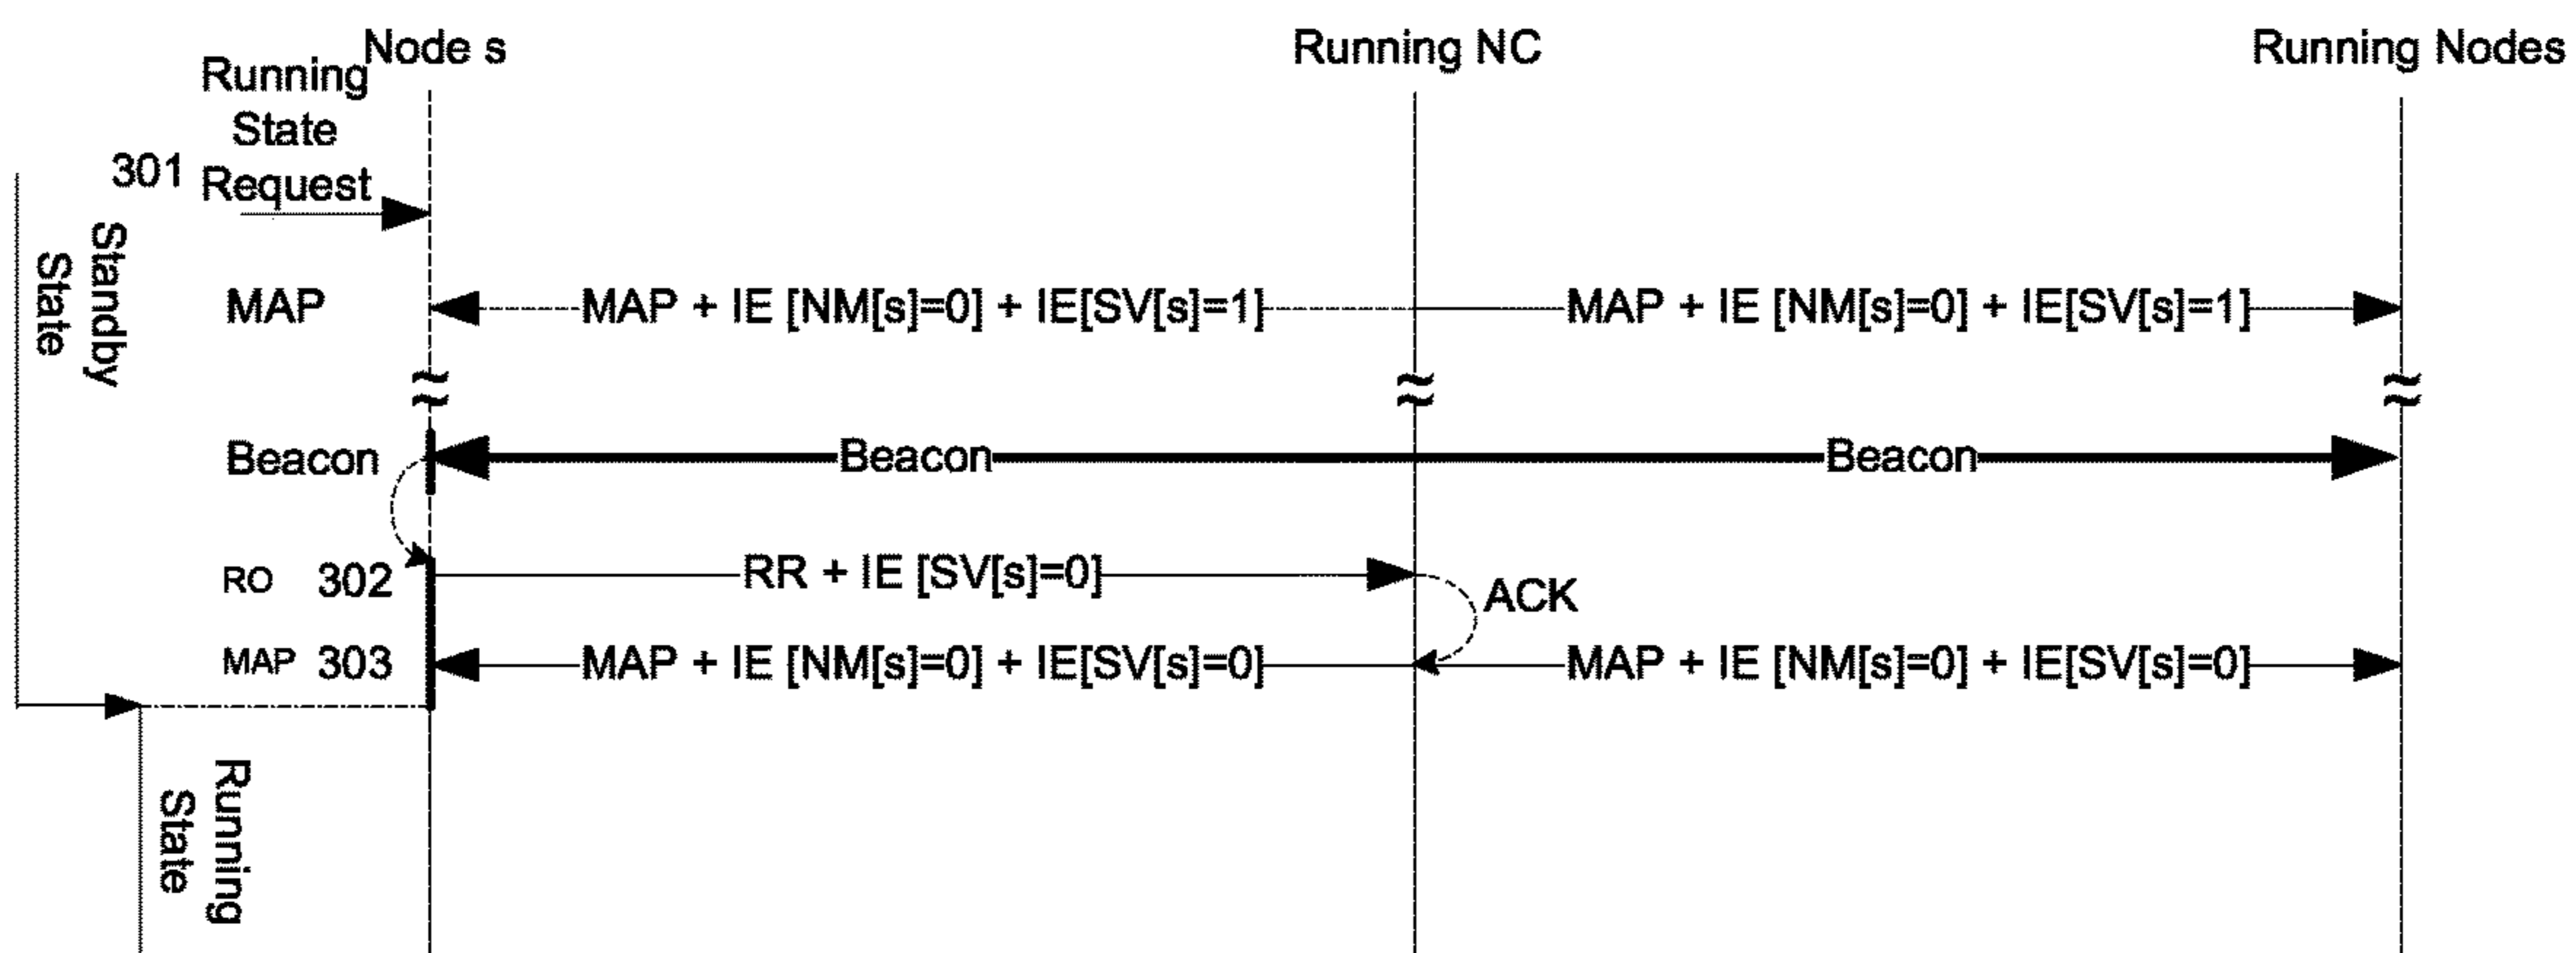 Node s
Running NC
Running Nodes
Running
State
Request
301
Standby
State
MAP
MAP + IE [NM[s]=0] + IE[SV[s]=1]
MAP + IE [NM[s]=0] + IE[SV[s]=1]
Beacon
Beacon
Beacon
RO 302
RR + IE [SV[s]=0]
ACK
MAP 303
MAP + IE [NM[s]=0] + IE[SV[s]=0]
MAP + IE [NM[s]=0] + IE[SV[s]=0]
Running
State